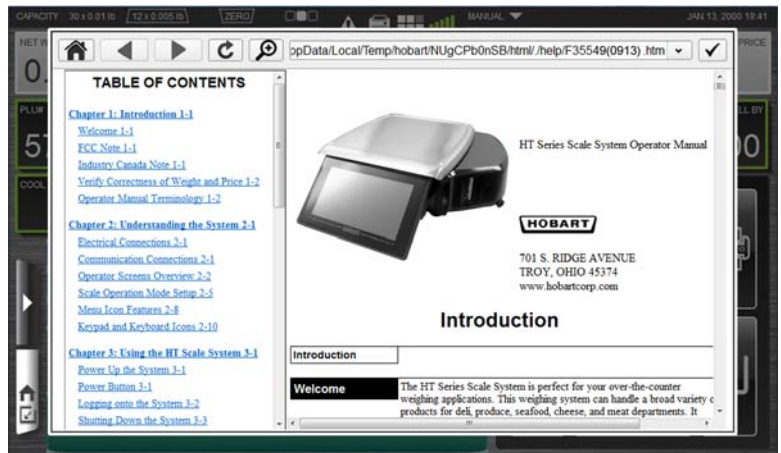 CAPACITY 30 x 0.01 lb 12 x 0.005 lb ZERO MANUAL JAN 13, 2000 19:41
NET W
PRICE
0.
ppData/Local/Temp/hobart/NUgCPb0nSB/html/./help/F35549(0913) .htm
PLU#
ELL BY
57
00
COOL
TABLE OF CONTENTS
Chapter 1: Introduction 1-1
Welcome 1-1
FCC Note 1-1
Industry Canada Note 1-1
Verify Correctness of Weight and Price 1-2
Operator Manual Terminology 1-2
Chapter 2: Understanding the System 2-1
Electrical Connections 2-1
Communication Connections 2-1
Operator Screens Overview 2-2
Scale Operation Mode Setup 2-5
Menu Icon Features 2-8
Keypad and Keyboard Icons 2-10
Chapter 3: Using the HT Scale System 3-1
Power Up the System 3-1
Power Button 3-1
Logging onto the System 3-2
Shutting Down the System 3-3
HT Series Scale System Operator Manual
HOBART
701 S. RIDGE AVENUE
TROY, OHIO 45374
www.hobartcorp.com
Introduction
Introduction
Welcome
The HT Series Scale System is perfect for your over-the-counter
weighing applications. This weighing system can handle a broad variety o
products for deli, produce, seafood, cheese, and meat departments. It